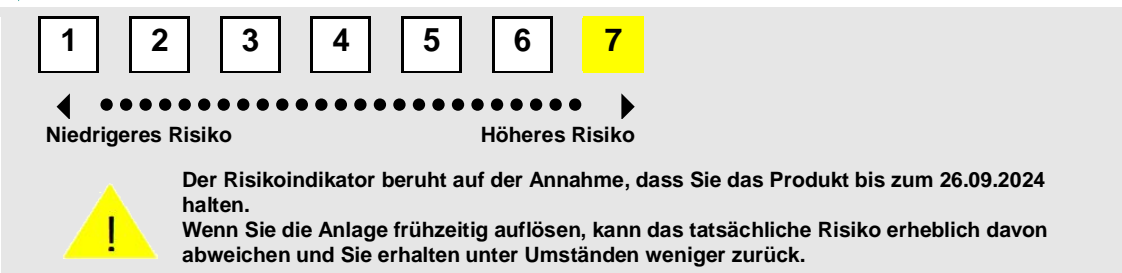 1 2 3 4 5 6 7
Niedrigeres Risiko Höheres Risiko
Der Risikoindikator beruht auf der Annahme, dass Sie das Produkt bis zum 26.09.2024
halten.
Wenn Sie die Anlage frühzeitig auflösen, kann das tatsächliche Risiko erheblich davon
abweichen und Sie erhalten unter Umständen weniger zurück.
!